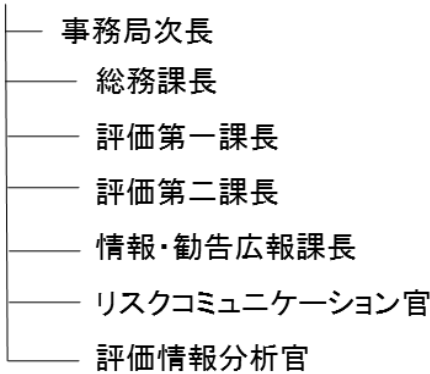 事務局次長
総務課長
評価第一課長
評価第二課長
情報・勧告広報課長
リスクコミュニケーション官
評価情報分析官